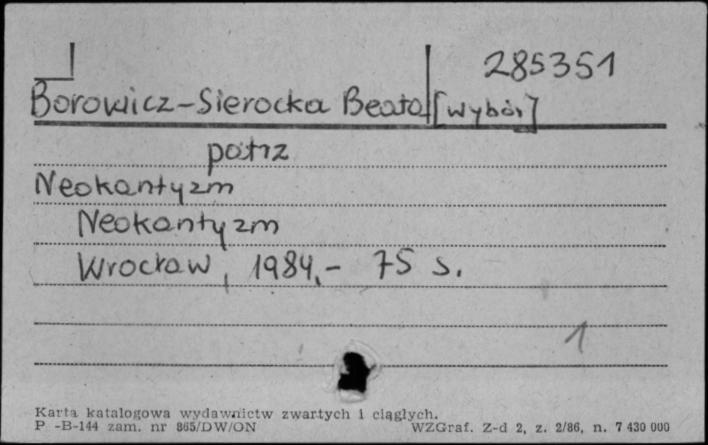 285351
Borowicz-Sierocka Beata [wybór]
patrz
Neokantyzm
Neokantyzm
Wrocław, 1984,- 75 s.
1
Karta katalogowa wydawnictw zwartych i ciągłych.
P -B-144 zam. nr 865/DW/ON WZGraf. Z-d 2, z. 2/86, n. 7 430 000